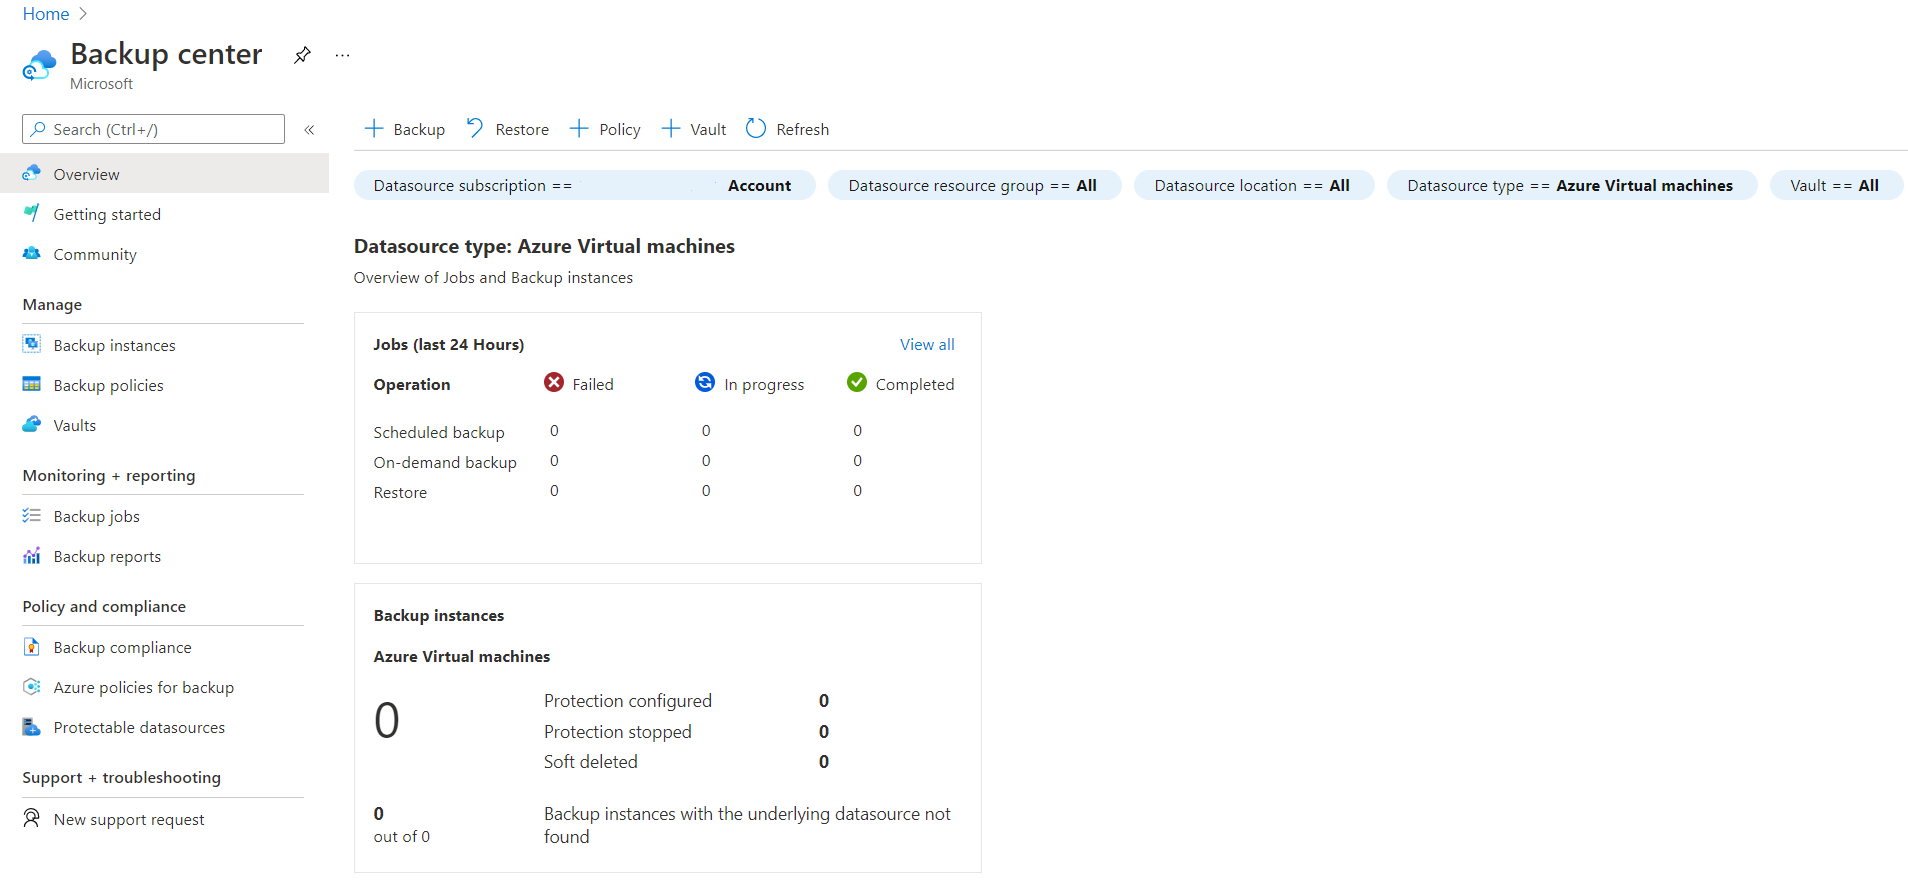 Home
Backup center
Microsoft
Search (Ctrl+/)
Overview
Getting started
Community
Manage
Backup instances
Backup policies
Vaults
Monitoring + reporting
Backup jobs
Backup reports
Policy and compliance
Backup compliance
Azure policies for backup
Protectable datasources
Support + troubleshooting
New support request
Backup Restore Policy Vault Refresh
Datasource subscription == Account Datasource resource group == All Datasource location == All Datasource type == Azure Virtual machines Vault == All
Datasource type: Azure Virtual machines
Overview of Jobs and Backup instances
Jobs (last 24 Hours) View all
Operation Failed In progress Completed
Scheduled backup 0 0 0
On-demand backup 0 0 0
Restore 0 0 0
Backup instances
Azure Virtual machines
0
Protection configured 0
Protection stopped 0
Soft deleted 0
0
out of 0
Backup instances with the underlying datasource not
found